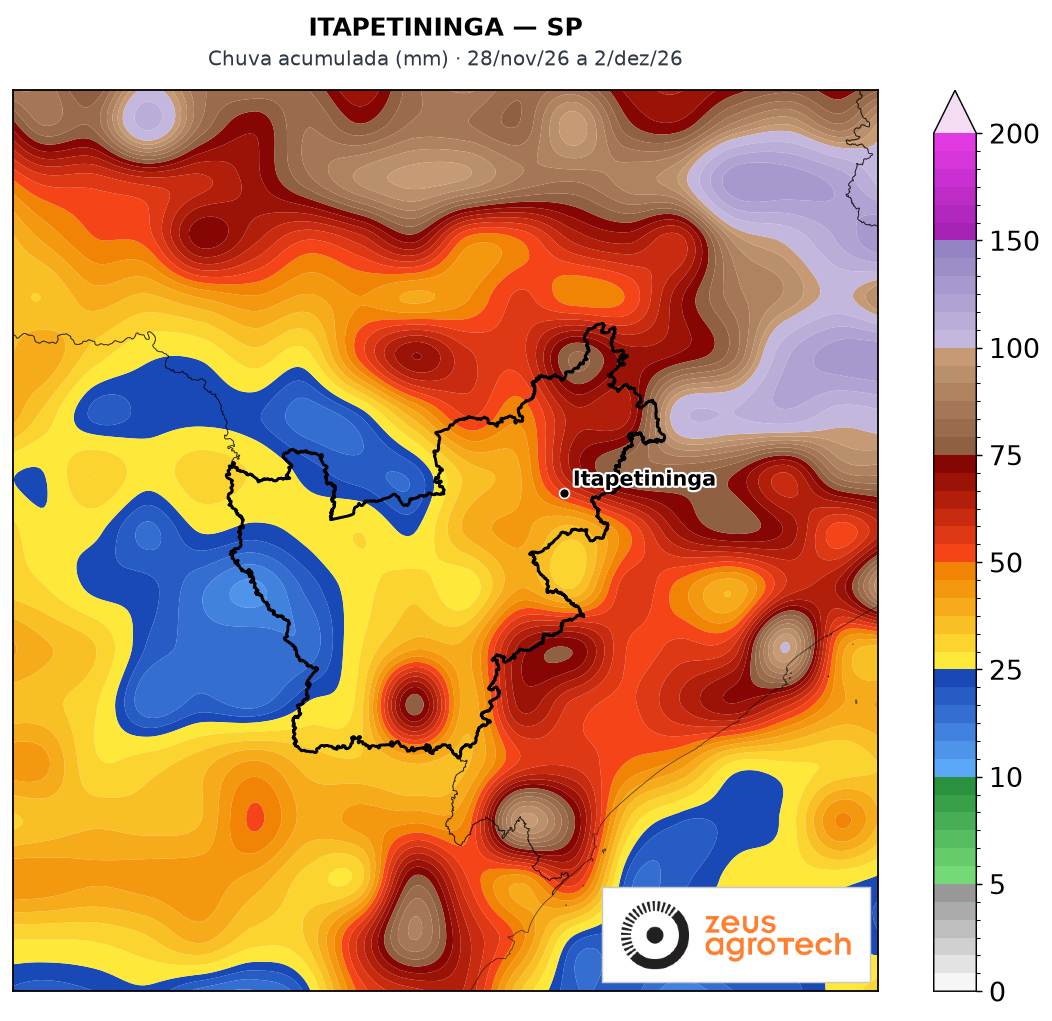 ITAPETININGA — SP
Chuva acumulada (mm) · 28/nov/26 a 2/dez/26
200
150
100
75
50
25
10
5
0
Itapetininga
zeus
agrotech